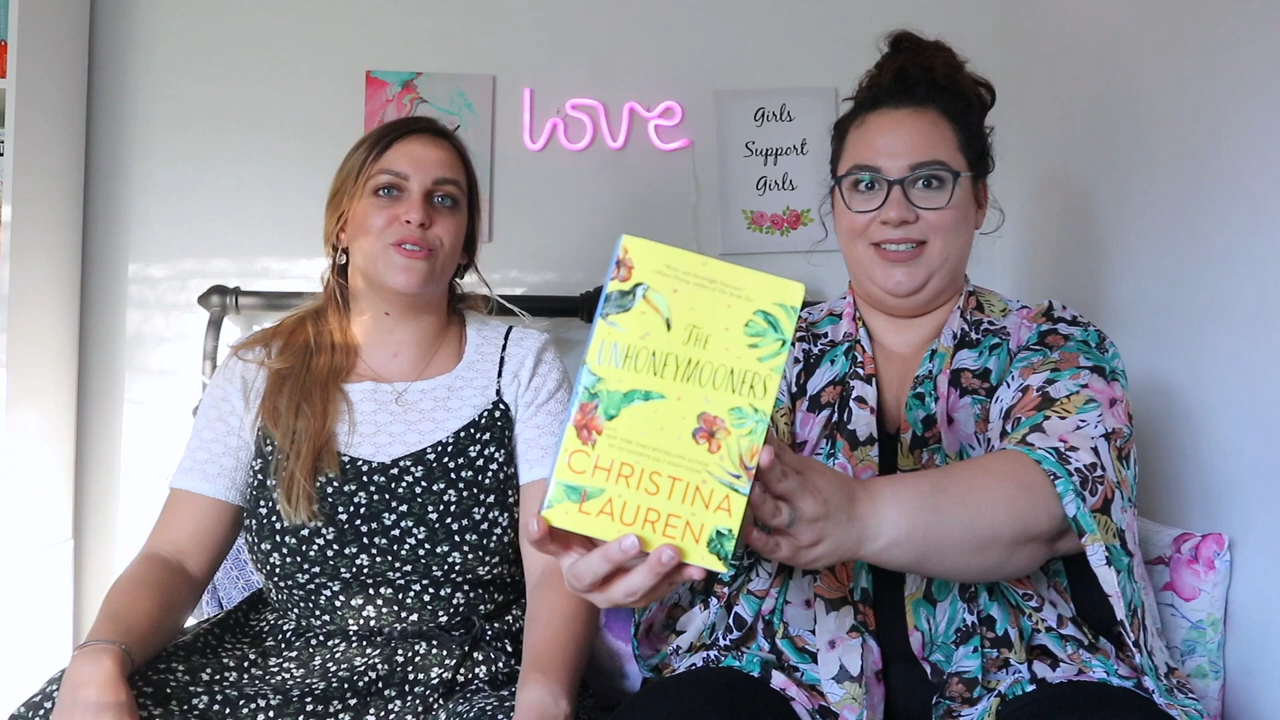 love
Girls
Support
Girls
THE
UNHONEYMOONERS
CHRISTINA
LAUREN